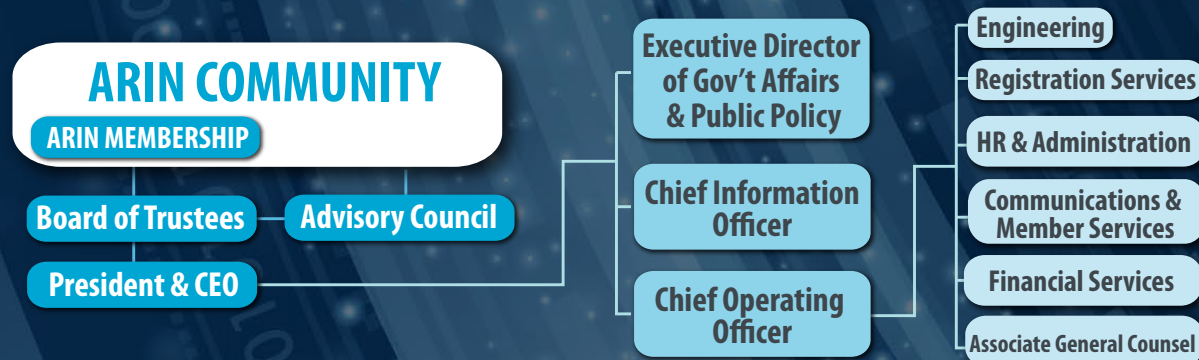 ARIN COMMUNITY
ARIN MEMBERSHIP
Board of Trustees
Advisory Council
President & CEO
Executive Director
of Gov't Affairs
& Public Policy
Chief Information
Officer
Chief Operating
Officer
Engineering
Registration Services
HR & Administration
Communications &
Member Services
Financial Services
Associate General Counsel